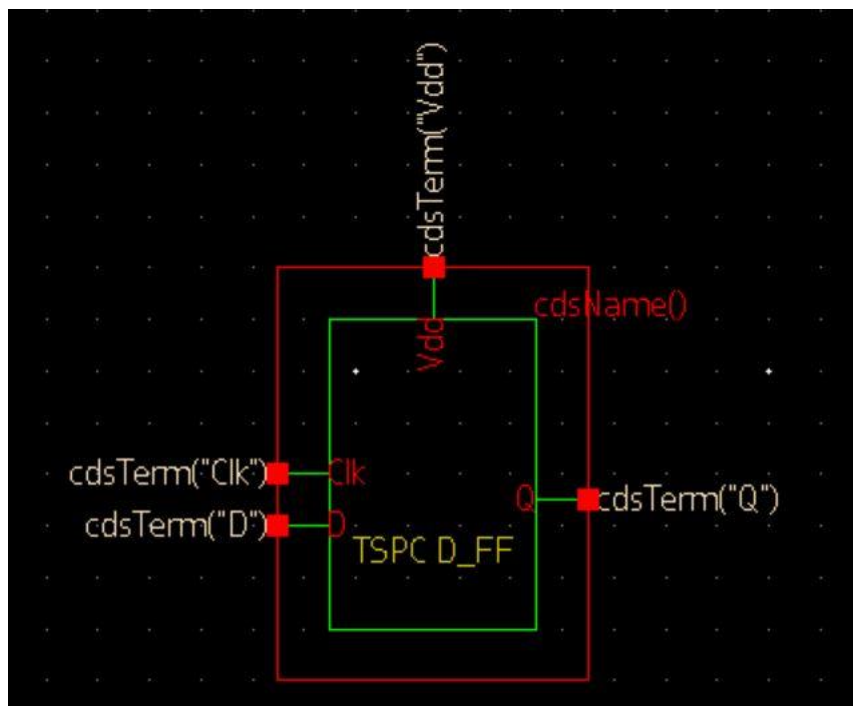 cdsTerm("Vdd")
cdsName()
Vdd
cdsTerm("Clk")
Clk
cdsTerm("D")
D
Q
cdsTerm("Q")
TSPC D_FF